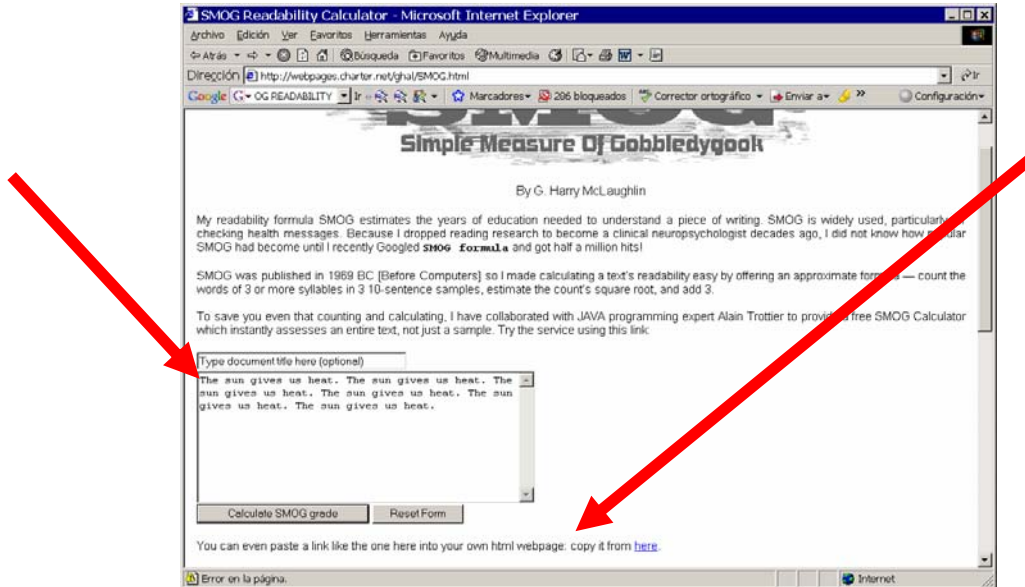 SMOG Readability Calculator - Microsoft Internet Explorer
Archivo Edición Ver Favoritos Herramientas Ayuda
Atrás Búsqueda Favoritos Multimedia
Dirección http://webpages.charter.net/ghal/SMOG.html Ir
Google G OG READABILITY Ir Marcadores 286 bloqueados Corrector ortográfico Enviar a » Configuración
SMOG
Simple Measure Of Gobbledygook
By G. Harry McLaughlin
My readability formula SMOG estimates the years of education needed to understand a piece of writing. SMOG is widely used, particularly
checking health messages. Because I dropped reading research to become a clinical neuropsychologist decades ago, I did not know how
SMOG had become until I recently Googled SMOG formula and got half a million hits!
SMOG was published in 1969 BC [Before Computers] so I made calculating a text's readability easy by offering an approximate — count the
words of 3 or more syllables in 3 10-sentence samples, estimate the count's square root, and add 3.
To save you even that counting and calculating, I have collaborated with JAVA programming expert Alain Trottier to free SMOG Calculator
which instantly assesses an entire text, not just a sample. Try the service using this link:
Type document title here (optional)
The sun gives us heat. The sun gives us heat. The
sun gives us heat. The sun gives us heat. The sun
gives us heat. The sun gives us heat.
Calculate SMOG grade Reset Form
You can even paste a link like the one here into your own html webpage: copy it from here.
Error en la página. Internet